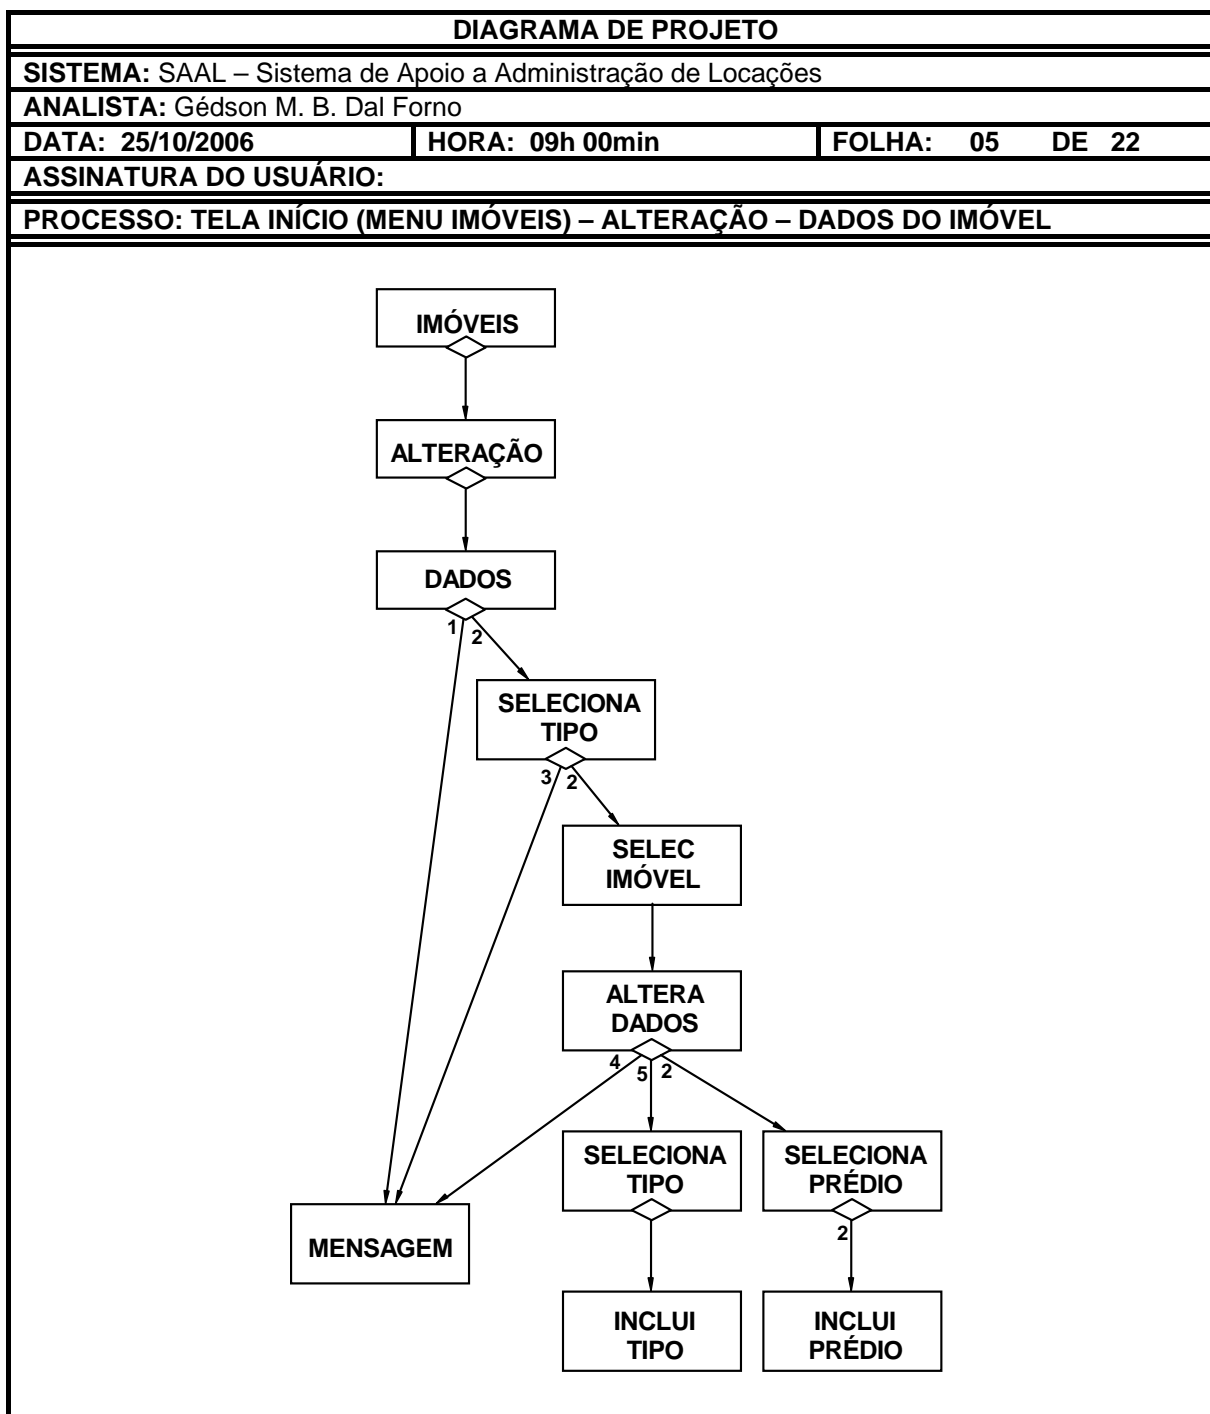 DIAGRAMA DE PROJETO
SISTEMA: SAAL – Sistema de Apoio a Administração de Locações
ANALISTA: Gédson M. B. Dal Forno
DATA: 25/10/2006 HORA: 09h 00min FOLHA: 05 DE 22
ASSINATURA DO USUÁRIO:
PROCESSO: TELA INÍCIO (MENU IMÓVEIS) – ALTERAÇÃO – DADOS DO IMÓVEL
IMÓVEIS
ALTERAÇÃO
DADOS
1 2
SELECIONA
TIPO
3 2
SELEC
IMÓVEL
ALTERA
DADOS
4 5 2
SELECIONA
TIPO
SELECIONA
PRÉDIO
2
MENSAGEM
INCLUI
TIPO
INCLUI
PRÉDIO